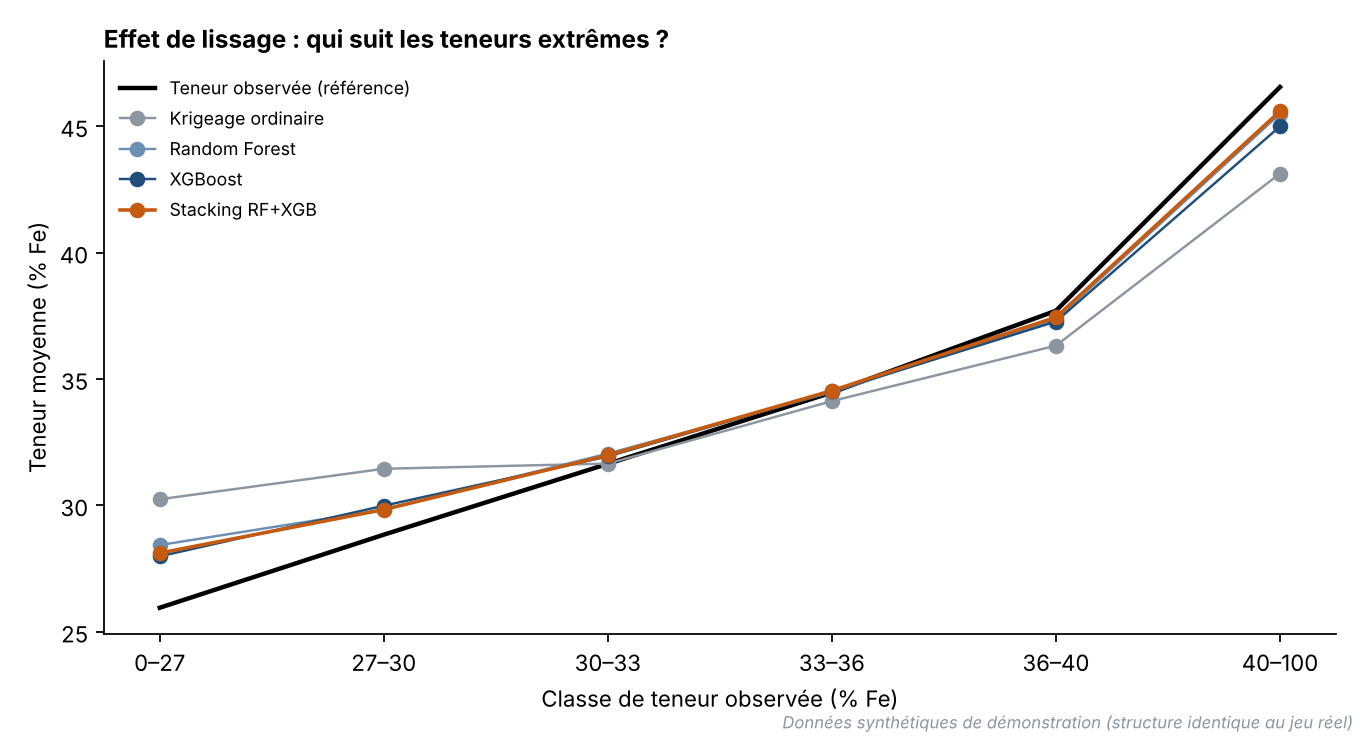 Effet de lissage : qui suit les teneurs extrêmes ?
Teneur observée (référence)
Krigeage ordinaire
Random Forest
XGBoost
Stacking RF+XGB
Teneur moyenne (% Fe)
45
40
35
30
25
0–27
27–30
30–33
33–36
36–40
40–100
Classe de teneur observée (% Fe)
Données synthétiques de démonstration (structure identique au jeu réel)